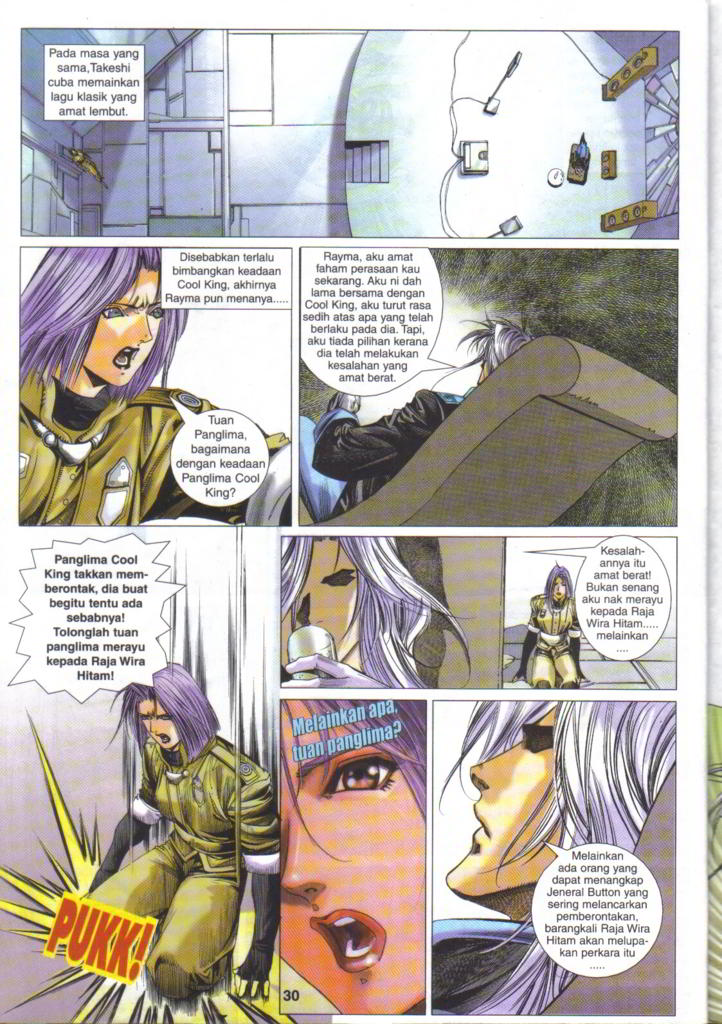 Pada masa yang
sama,Takeshi
cuba memainkan
lagu klasik yang
amat lembut.
Disebabkan terlalu
bimbangkan keadaan
Cool King, akhirnya
Rayma pun menanya.....
Tuan
Panglima,
bagaimana
dengan keadaan
Panglima Cool
King?
Rayma, aku amat
faham perasaan kau
sekarang. Aku ni dah
lama bersama dengan
Cool King, aku turut rasa
sedih atas apa yang telah
berlaku pada dia. Tapi,
aku tiada pilihan kerana
dia telah melakukan
kesalahan yang
amat berat.
Panglima Cool
King takkan mem-
berontak, dia buat
begitu tentu ada
sebabnya!
Tolonglah tuan
panglima merayu
kepada Raja Wira
Hitam!
PUKK!
Kesalah-
annya itu
amat berat!
Bukan senang
aku nak merayu
kepada Raja
Wira Hitam.....
melainkan
....
Melainkan apa,
tuan panglima?
Melainkan
ada orang yang
dapat menangkap
Jeneral Button yang
sering melancarkan
pemberontakan,
barangkali Raja Wira
Hitam akan melupa-
kan perkara itu
.....
30